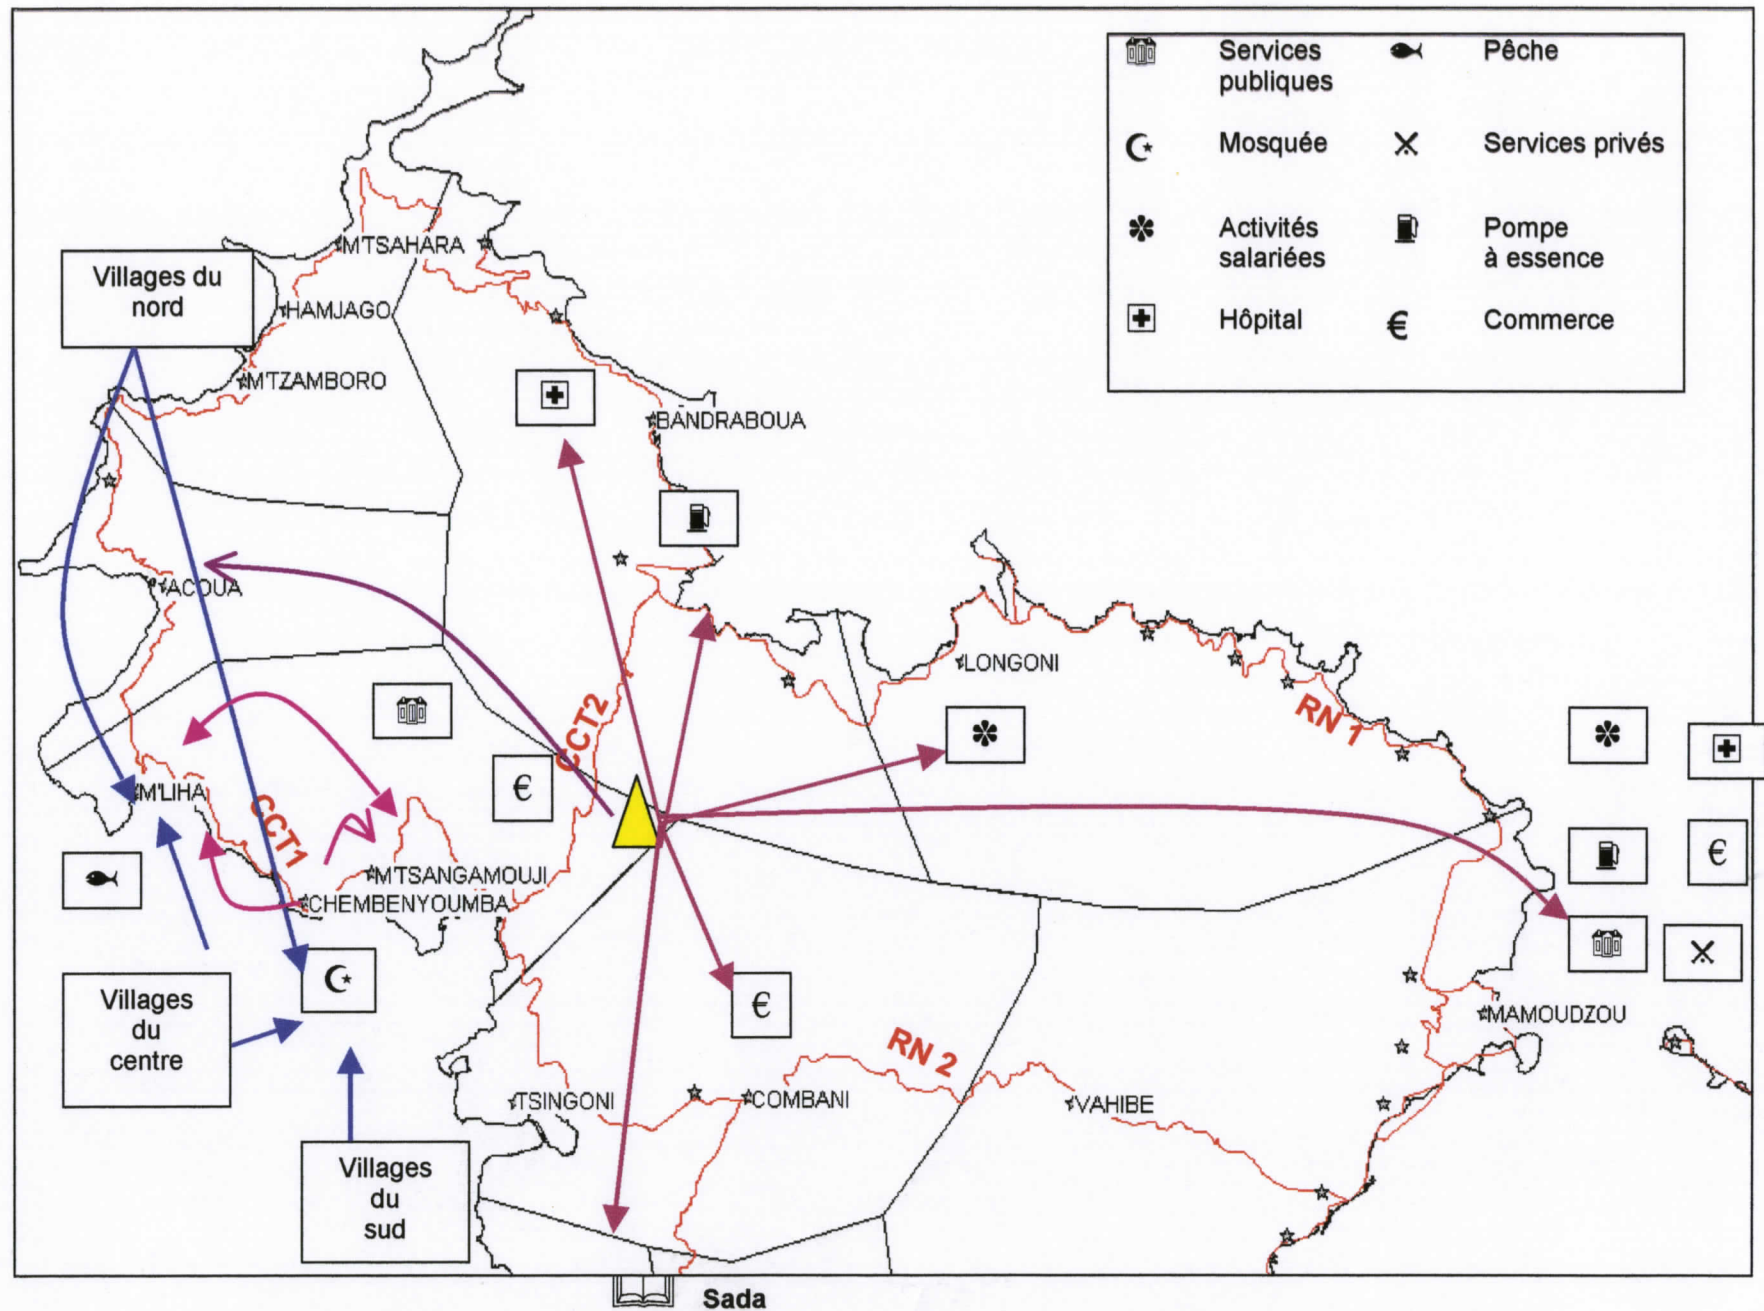 Services
publiques
Pêche
Mosquée
Services privés
Activités
salariées
Pompe
à essence
Hôpital
€
Commerce
Villages du
nord
MTSAHARA
HAMJAGO
M'TZAMBORO
BANDRABOUA
ACOUA
LONGONI
CCT2
RN 1
€
M'LIHA
CCT1
€
M'TSANGAMOUJI
CHEMBENYOUMBA
Villages
du
centre
€
MAMOUDZOU
RN 2
TSINGONI
COMBANI
VAHIBE
Villages
du
sud
Sada